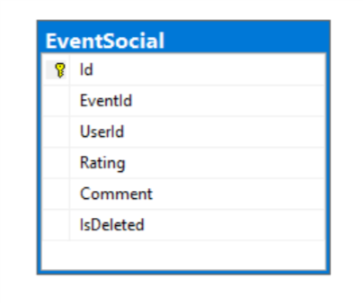 EventSocial
Id
EventId
UserId
Rating
Comment
IsDeleted